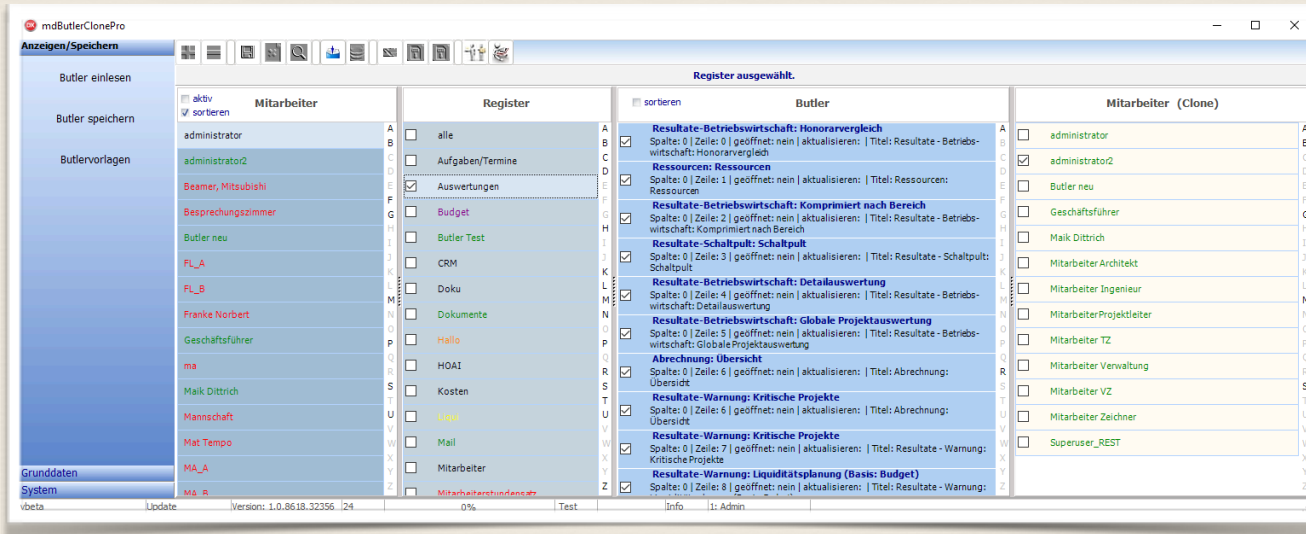 mdButlerClonePro
Anzeigen/Speichern
Butler einlesen
Butler speichern
Butlervorlagen
Grunddaten
System
Register ausgewählt.
aktiv
sortieren
Mitarbeiter
administrator
administrator2
Beamer, Mitsubishi
Besprechungszimmer
Butler neu
FL_A
FL_B
Franke Norbert
Geschäftsführer
ma
Maik Dittrich
Mannschaft
Mat Tempo
MA_A
MA_B
A
B
C
D
E
F
G
H
I
J
K
L
M
N
O
P
Q
R
S
T
U
V
W
X
Y
Z
Register
alle
Aufgaben/Termine
Auswertungen
Budget
Butler Test
CRM
Doku
Dokumente
Hallo
HOAI
Kosten
Liqui
Mail
Mitarbeiter
Mitarbeiterstundensatz
A
B
C
D
E
F
G
H
I
J
K
L
M
N
O
P
Q
R
S
T
U
V
W
X
Y
Z
sortieren
Butler
Resultate-Betriebswirtschaft: Honorarvergleich
Spalte: 0 | Zeile: 0 | geöffnet: nein | aktualisieren: | Titel: Resultate - Betriebs-
wirtschaft: Honorarvergleich
Ressourcen: Ressourcen
Spalte: 0 | Zeile: 1 | geöffnet: nein | aktualisieren: | Titel: Ressourcen:
Ressourcen
Resultate-Betriebswirtschaft: Komprimiert nach Bereich
Spalte: 0 | Zeile: 2 | geöffnet: nein | aktualisieren: | Titel: Resultate - Betriebs-
wirtschaft: Komprimiert nach Bereich
Resultate-Schaltpult: Schaltpult
Spalte: 0 | Zeile: 3 | geöffnet: nein | aktualisieren: | Titel: Resultate - Schaltpult:
Schaltpult
Resultate-Betriebswirtschaft: Detailauswertung
Spalte: 0 | Zeile: 4 | geöffnet: nein | aktualisieren: | Titel: Resultate - Betriebs-
wirtschaft: Detailauswertung
Resultate-Betriebswirtschaft: Globale Projektauswertung
Spalte: 0 | Zeile: 5 | geöffnet: nein | aktualisieren: | Titel: Resultate - Betriebs-
wirtschaft: Globale Projektauswertung
Abrechnung: Übersicht
Spalte: 0 | Zeile: 6 | geöffnet: nein | aktualisieren: | Titel: Abrechnung:
Übersicht
Resultate-Warnung: Kritische Projekte
Spalte: 0 | Zeile: 6 | geöffnet: nein | aktualisieren: | Titel: Abrechnung:
Übersicht
Resultate-Warnung: Kritische Projekte
Spalte: 0 | Zeile: 7 | geöffnet: nein | aktualisieren: | Titel: Resultate - Warnung:
Kritische Projekte
Resultate-Warnung: Liquiditätsplanung (Basis: Budget)
Spalte: 0 | Zeile: 8 | geöffnet: nein | aktualisieren: | Titel: Resultate - Warnung:
A
B
C
D
E
F
G
H
I
J
K
L
M
N
O
P
Q
R
S
T
U
V
W
X
Y
Z
Mitarbeiter (Clone)
administrator
administrator2
Butler neu
Geschäftsführer
Maik Dittrich
Mitarbeiter Architekt
Mitarbeiter Ingenieur
MitarbeiterProjektleiter
Mitarbeiter TZ
Mitarbeiter Verwaltung
Mitarbeiter VZ
Mitarbeiter Zeichner
Superuser_REST
vbeta
Update
Version: 1.0.8618.32356
24
0%
Test
Info
1: Admin